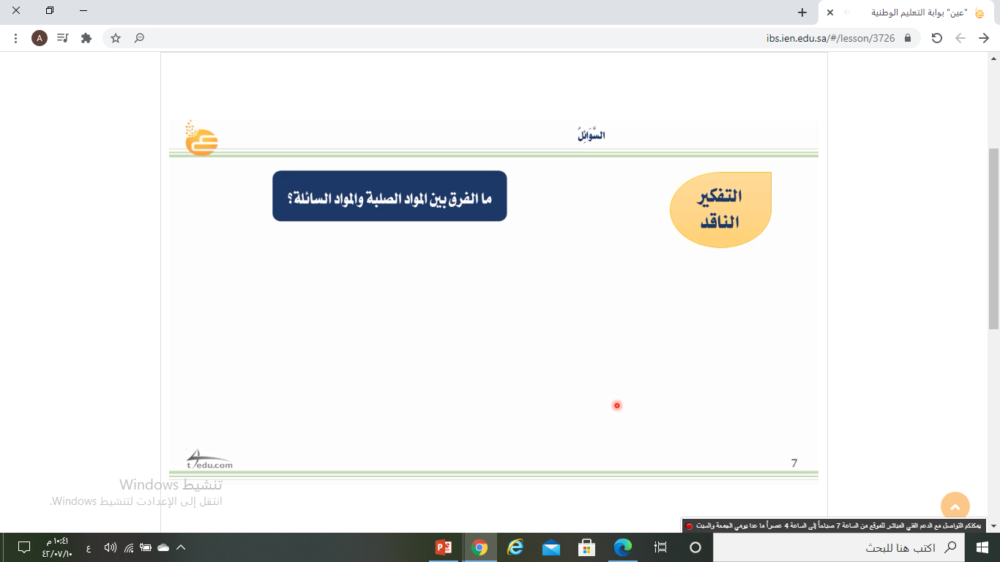 "عين" بوابة التعليم الوطنية
ibs.ien.edu.sa/#/lesson/3726
A
السَّوَائِلُ
التفكير
الناقد
ما الفرق بين المواد الصلبة والمواد السائلة؟
t4edu.com
7
تنشيط Windows
انتقل إلى الإعدادات لتنشيط Windows.
يمكنكم التواصل مع الدعم الفني المباشر للموقع من الساعة 7 صباحاً إلى الساعة 4 عصراً ما عدا يومي الجمعة والسبت
اكتب هنا للبحث
ع
١٠:٤١ م
٤٢/٠٧/١٠